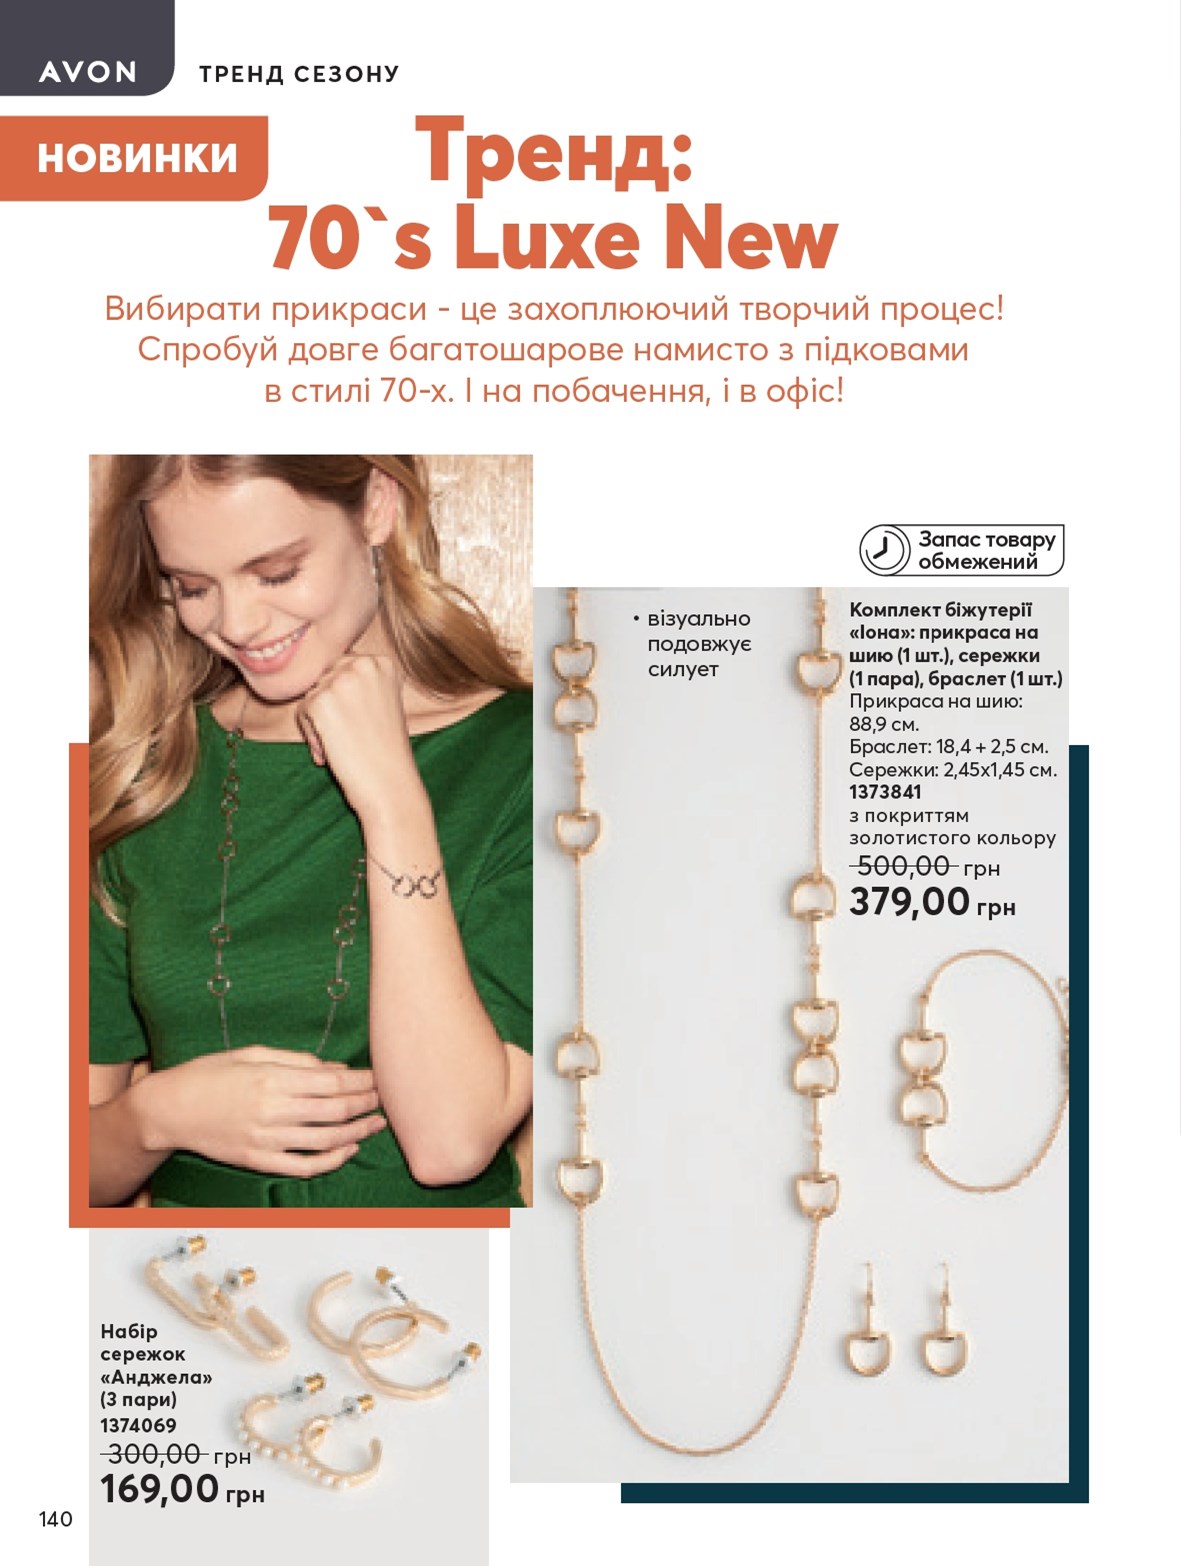 AVON
ТРЕНД СЕЗОНУ
НОВИНКИ
Тренд:
70`s Luxe New
Вибирати прикраси - це захоплюючий творчий процес!
Спробуй довге багатошарове намисто з підковами
в стилі 70-х. І на побачення, і в офіс!
Запас товару
обмежений
• візуально
подовжує
силует
Комплект біжутерії
«Іона»: прикраса на
шию (1 шт.), сережки
(1 пара), браслет (1 шт.)
Прикраса на шию:
88,9 см.
Браслет: 18,4 + 2,5 см.
Сережки: 2,45х1,45 см.
1373841
з покриттям
золотистого кольору
500,00 грн
379,00 грн
Набір
сережок
«Анджела»
(3 пари)
1374069
300,00 грн
169,00 грн
140